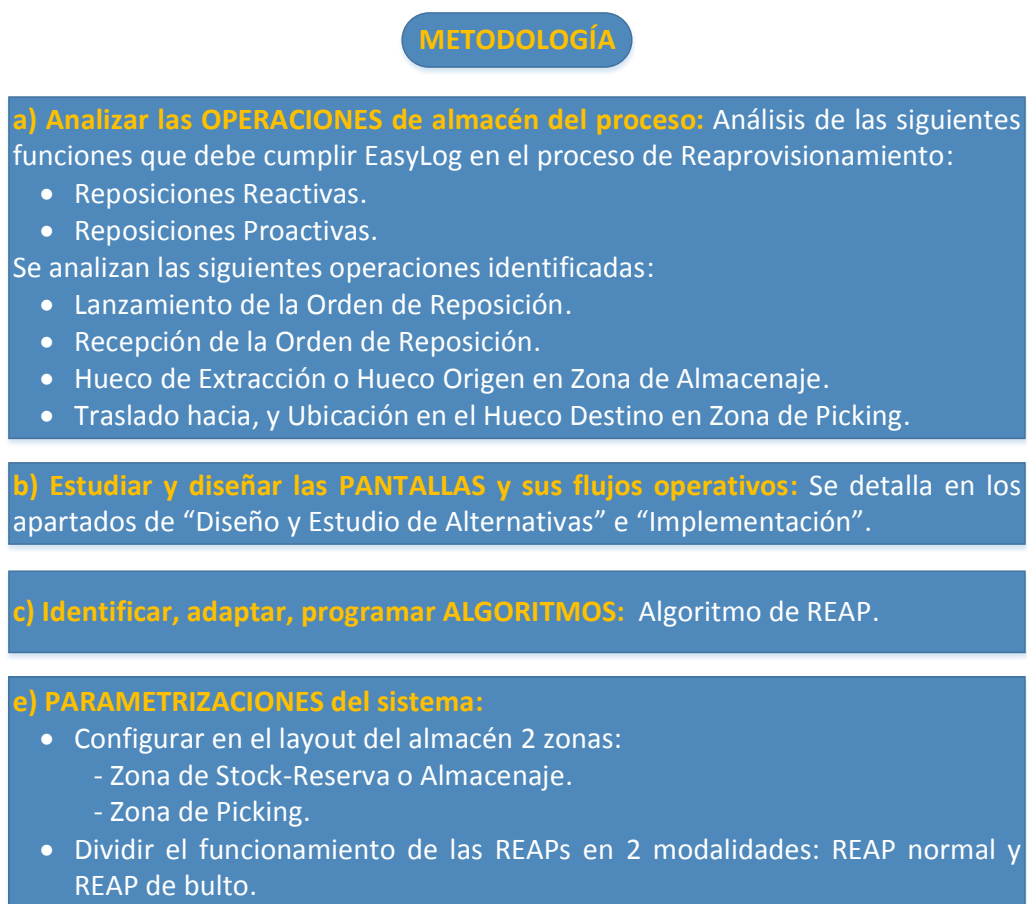 METODOLOGÍA
a) Analizar las OPERACIONES de almacén del proceso: Análisis de las siguientes
funciones que debe cumplir EasyLog en el proceso de Reaprovisionamiento:
• Reposiciones Reactivas.
• Reposiciones Proactivas.
Se analizan las siguientes operaciones identificadas:
• Lanzamiento de la Orden de Reposición.
• Recepción de la Orden de Reposición.
• Hueco de Extracción o Hueco Origen en Zona de Almacenaje.
• Traslado hacia, y Ubicación en el Hueco Destino en Zona de Picking.
b) Estudiar y diseñar las PANTALLAS y sus flujos operativos: Se detalla en los
apartados de “Diseño y Estudio de Alternativas” e “Implementación”.
c) Identificar, adaptar, programar ALGORITMOS: Algoritmo de REAP.
e) PARAMETRIZACIONES del sistema:
• Configurar en el layout del almacén 2 zonas:
- Zona de Stock-Reserva o Almacenaje.
- Zona de Picking.
• Dividir el funcionamiento de las REAPs en 2 modalidades: REAP normal y
REAP de bulto.